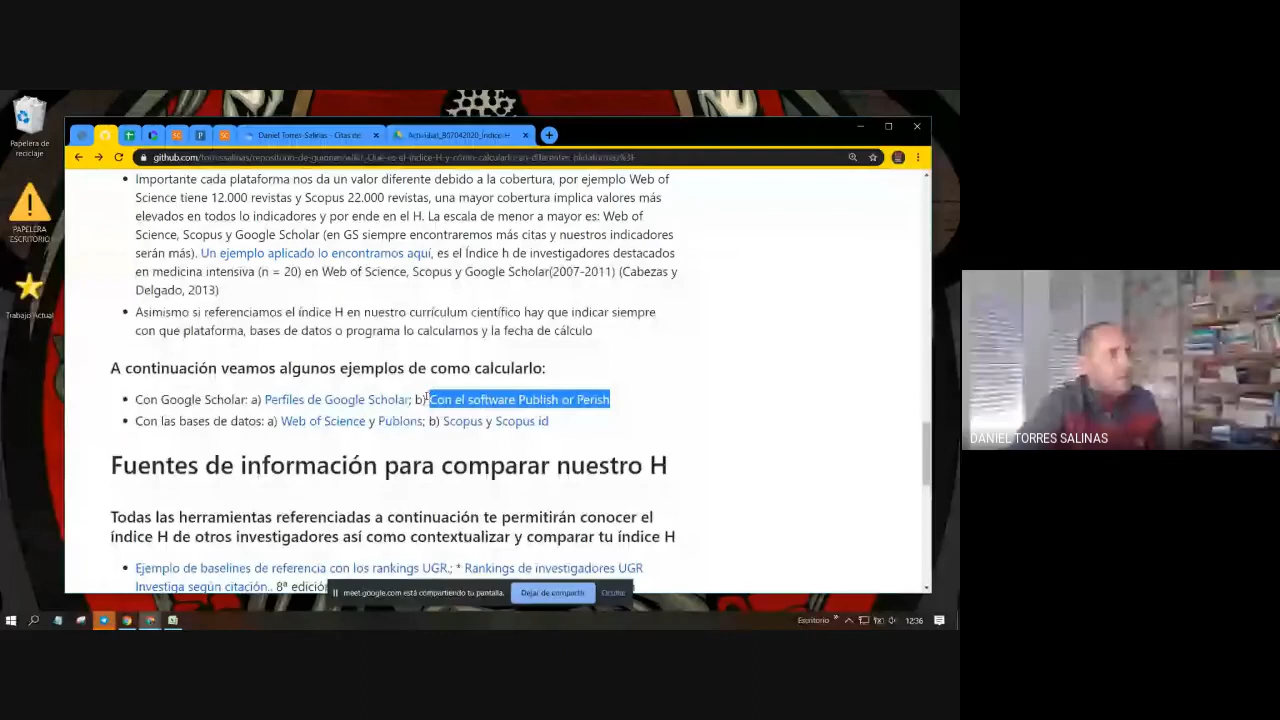 Papelera de
reciclaje
PAPELERA
ESCRITORIO
Trabajo Actual
Daniel Torres-Salinas - Citas de
Actividad_B07042020_Índice H
github.com/torressalinas/repositorio-de-guiones/wiki/
Importante cada plataforma nos da un valor diferente debido a la cobertura, por ejemplo Web of
Science tiene 12.000 revistas y Scopus 22.000 revistas, una mayor cobertura implica valores más
elevados en todos lo indicadores y por ende en el H. La escala de menor a mayor es: Web of
Science, Scopus y Google Scholar (en GS siempre encontraremos más citas y nuestros indicadores
serán más). Un ejemplo aplicado lo encontramos aquí, es el Índice h de investigadores destacados
en medicina intensiva (n = 20) en Web of Science, Scopus y Google Scholar(2007-2011) (Cabezas y
Delgado, 2013)
Asimismo si referenciamos el índice H en nuestro currículum científico hay que indicar siempre
con que plataforma, bases de datos o programa lo calculamos y la fecha de cálculo
A continuación veamos algunos ejemplos de como calcularlo:
Con Google Scholar: a) Perfiles de Google Scholar; b) Con el software Publish or Perish
Con las bases de datos: a) Web of Science y Publons; b) Scopus y Scopus id
Fuentes de información para comparar nuestro H
Todas las herramientas referenciadas a continuación te permitirán conocer el
índice H de otros investigadores así como contextualizar y comparar tu índice H
Ejemplo de baselines de referencia con los rankings UGR.; * Rankings de investigadores UGR
Investiga según citación.. 8ª edición
meet.google.com está compartiendo tu pantalla.
Dejar de compartir
Ocultar
Escritorio
12:36
DANIEL TORRES SALINAS